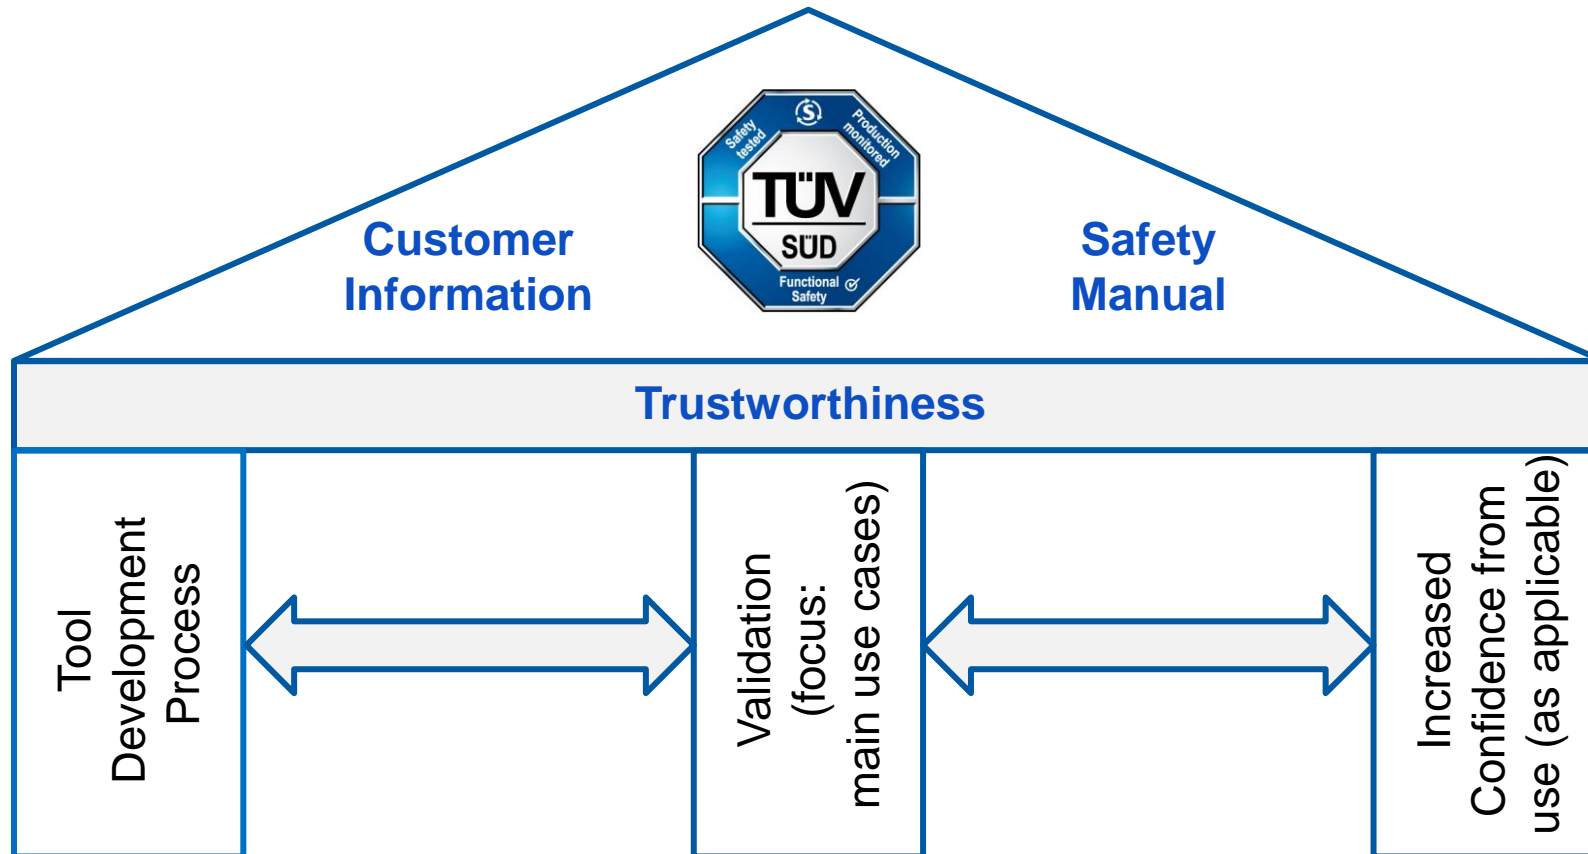 Safety
tested
Production
monitored
TÜV
SÜD
Functional
Safety
Customer
Information
Safety
Manual
Trustworthiness
Tool
Development
Process
Validation
(focus:
main use cases)
Increased
Confidence from
use (as applicable)